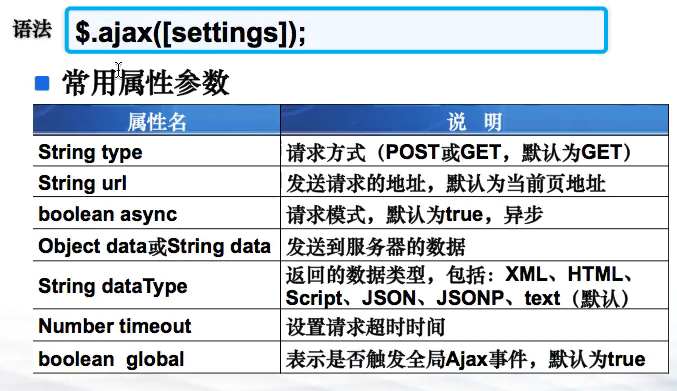 语法 $.ajax([settings]);
常用属性参数
属性名 说 明
String type 请求方式（POST或GET，默认为GET）
String url 发送请求的地址，默认为当前页地址
boolean async 请求模式，默认为true，异步
Object data或String data 发送到服务器的数据
String dataType 返回的数据类型，包括：XML、HTML、
Script、JSON、JSONP、text（默认）
Number timeout 设置请求超时时间
boolean global 表示是否触发全局Ajax事件，默认为true